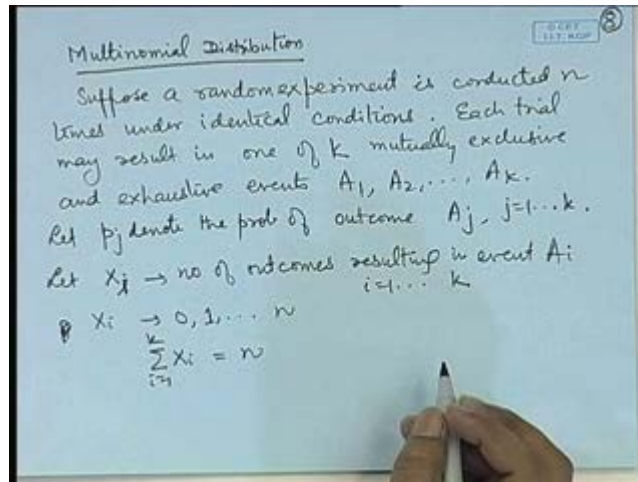 8
Multinomial Distribution
Suppose a random experiment is conducted n
times under identical conditions. Each trial
may result in one of k mutually exclusive
and exhaustive events A₁, A₂, ..., Aₖ.
Let pⱼ denote the prob of outcome Aⱼ, j=1...k.
Let Xᵢ → no of outcomes resulting in event Aᵢ
i=1... k
Xᵢ → 0, 1, ... n
k
∑ Xᵢ = n
i=1